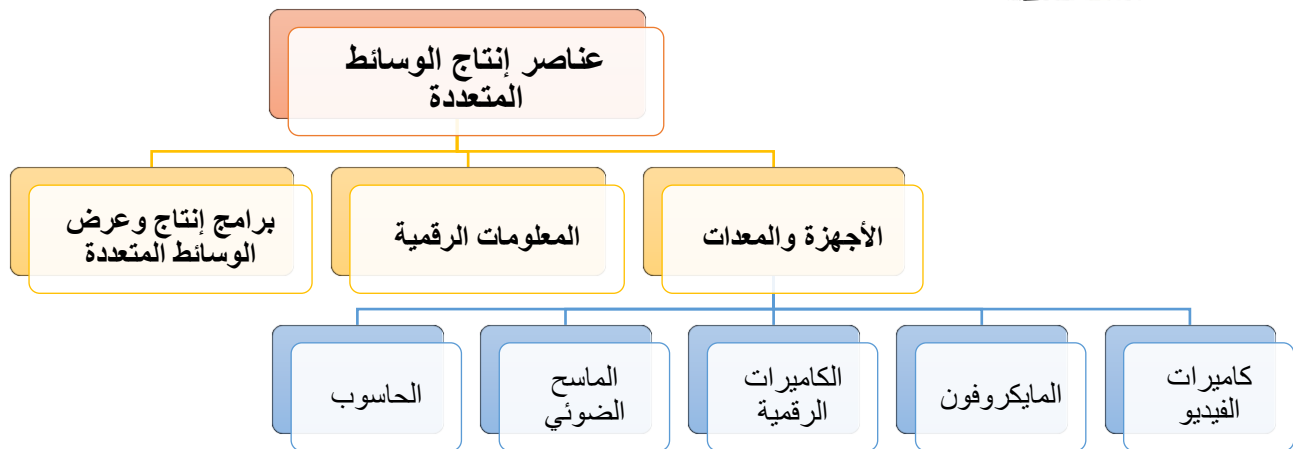 عناصر إنتاج الوسائط
المتعددة
الأجهزة والمعدات
المعلومات الرقمية
برامج إنتاج وعرض
الوسائط المتعددة
كاميرات
الفيديو
المايكروفون
الكاميرات
الرقمية
الماسح
الضوئي
الحاسوب